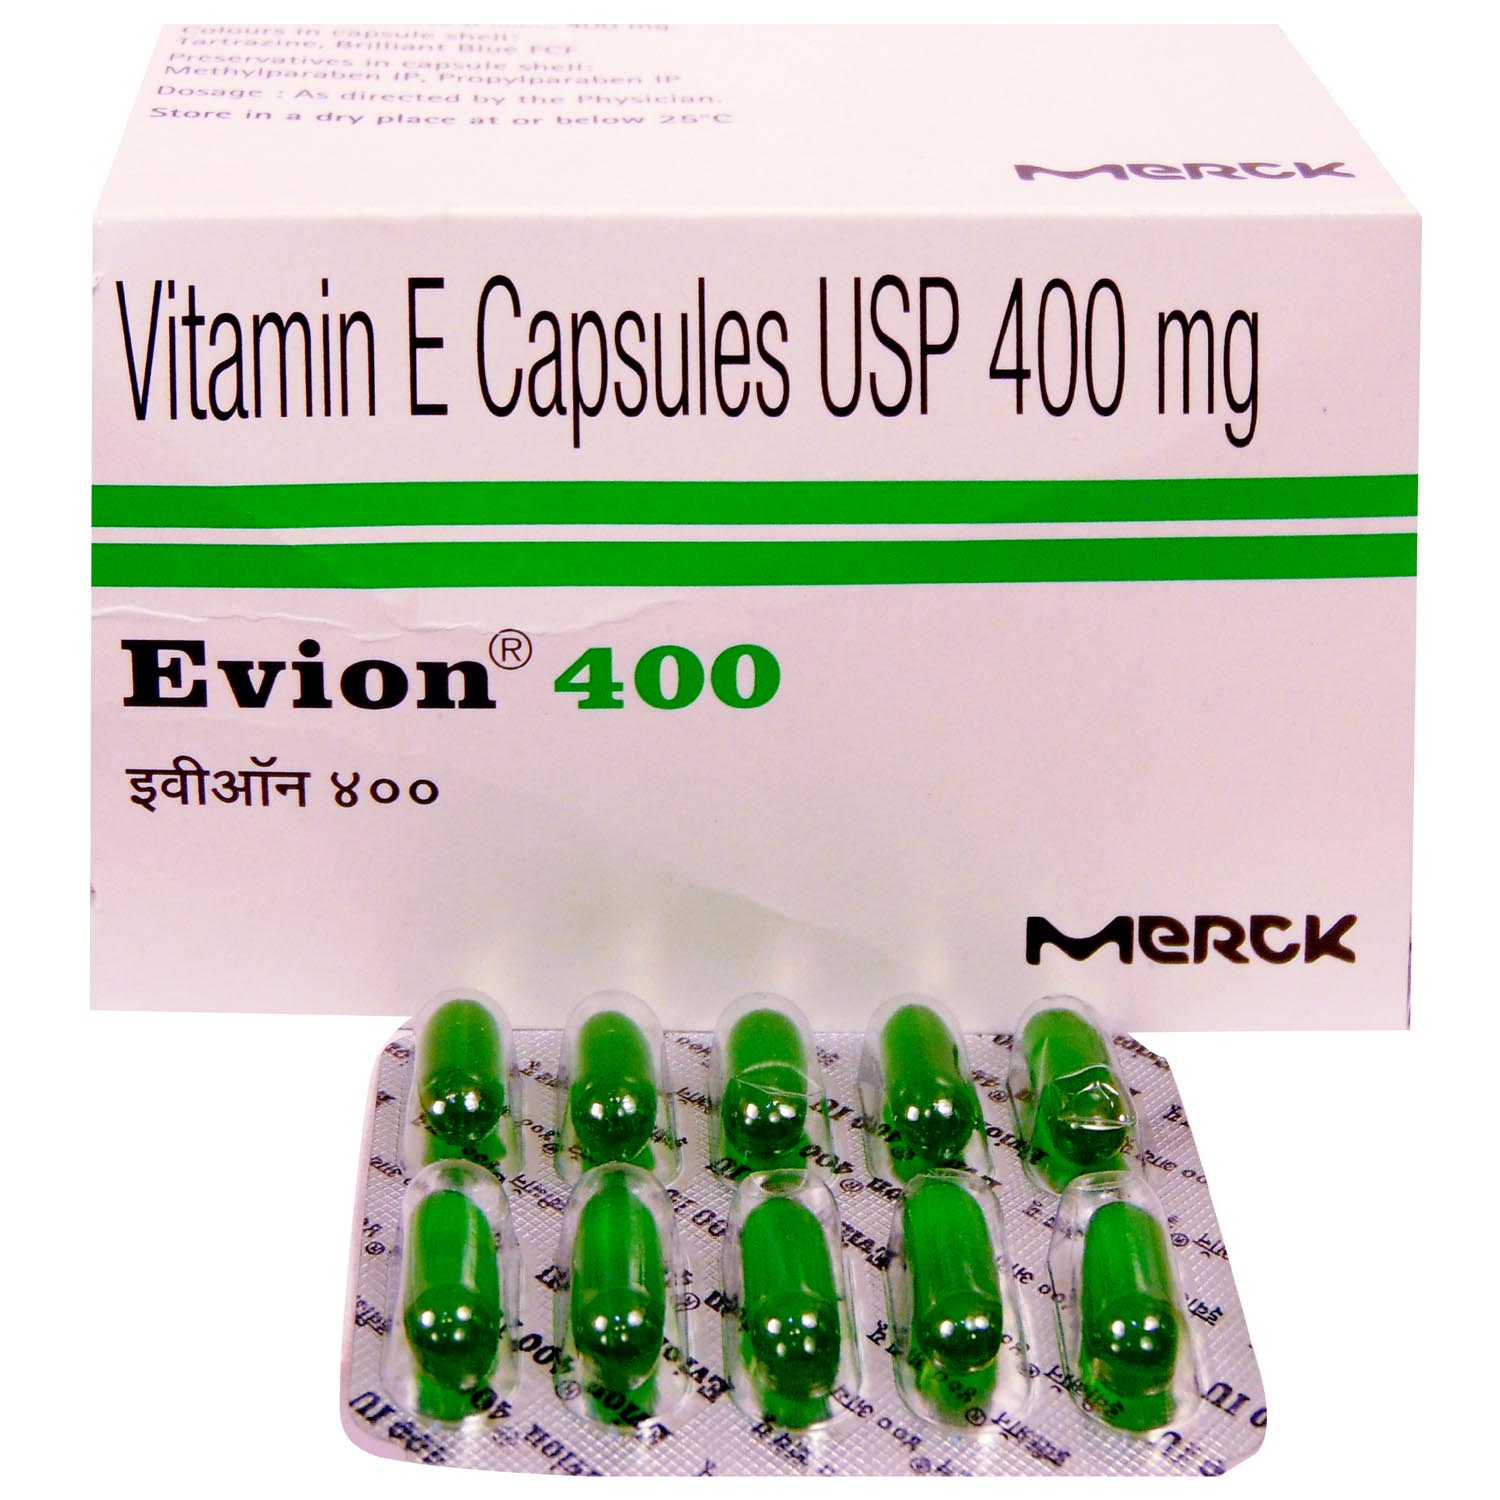 400 mg
Colours in capsule shell:
Tartrazine, Brilliant Blue FCF
Preservatives in capsule shell:
Methylparaben IP, Propylparaben IP
Dosage : As directed by the Physician.
Store in a dry place at or below 25°C
MERCK
Vitamin E Capsules USP 400 mg
Evion® 400
इवीऑन ४००
MERCK